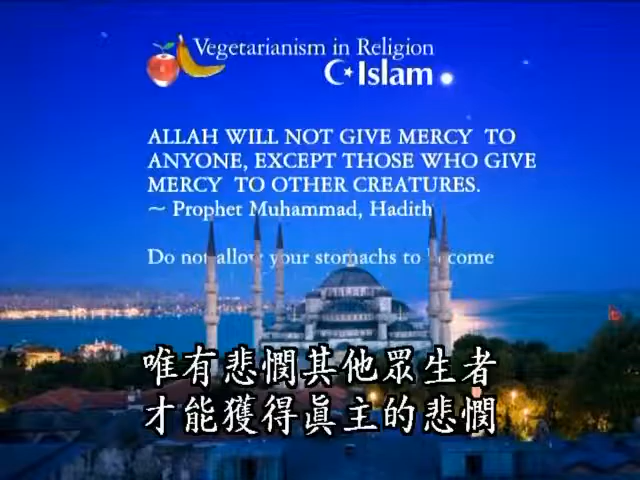 Vegetarianism in Religion
Islam
ALLAH WILL NOT GIVE MERCY TO
ANYONE, EXCEPT THOSE WHO GIVE
MERCY TO OTHER CREATURES.
~ Prophet Muhammad, Hadith
Do not allow your stomachs to become
唯有悲憫其他眾生者
才能獲得眞主的悲憫